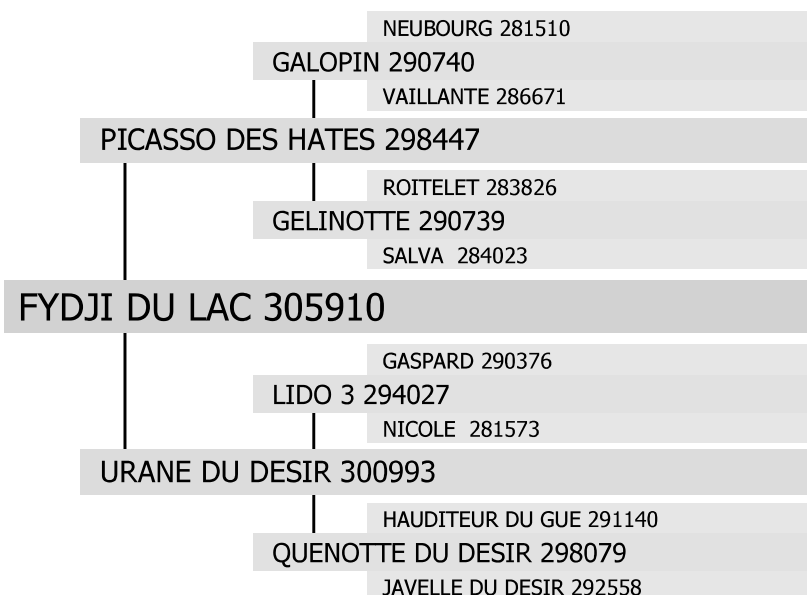 NEUBOURG 281510
GALOPIN 290740
VAILLANTE 286671
PICASSO DES HATES 298447
ROITELET 283826
GELINOTTE 290739
SALVA  284023
FYDJI DU LAC 305910
GASPARD 290376
LIDO 3 294027
NICOLE  281573
URANE DU DESIR 300993
HAUDITEUR DU GUE 291140
QUENOTTE DU DESIR 298079
JAVELLE DU DESIR 292558